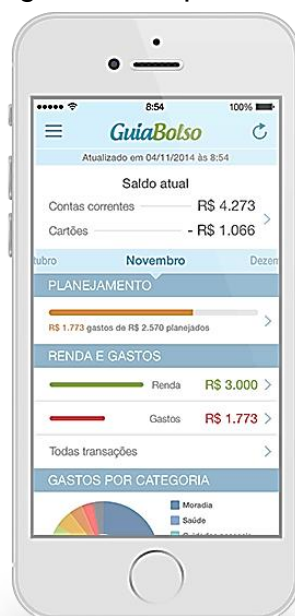 8:54
100%
GuiaBolso
Atualizado em 04/11/2014 às 8:54
Saldo atual
Contas correntes R$ 4.273
Cartões - R$ 1.066
tubro Novembro Dezem
PLANEJAMENTO
R$ 1.773 gastos de R$ 2.570 planejados
RENDA E GASTOS
Renda R$ 3.000
Gastos R$ 1.773
Todas transações
GASTOS POR CATEGORIA
Moradia
Saúde